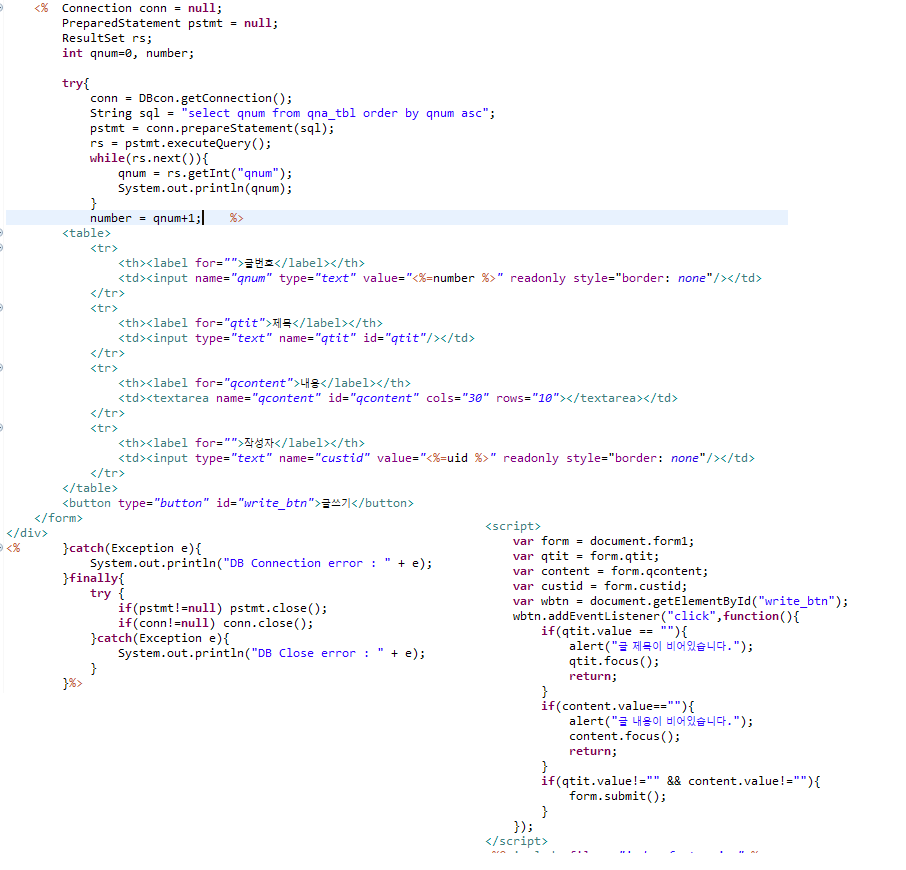 <%  Connection conn = null;
PreparedStatement pstmt = null;
ResultSet rs;
int qnum=0, number;
try{
conn = DBcon.getConnection();
String sql = "select qnum from qna_tbl order by qnum asc";
pstmt = conn.prepareStatement(sql);
rs = pstmt.executeQuery();
while(rs.next()){
qnum = rs.getInt("qnum");
System.out.println(qnum);
}
number = qnum+1;    %>
<table>
<tr>
<th><label for="">글번호</label></th>
<td><input name="qnum" type="text" value="<%=number %>" readonly style="border: none"/></td>
</tr>
<tr>
<th><label for="qtit">제목</label></th>
<td><input type="text" name="qtit" id="qtit"/></td>
</tr>
<tr>
<th><label for="qcontent">내용</label></th>
<td><textarea name="qcontent" id="qcontent" cols="30" rows="10"></textarea></td>
</tr>
<tr>
<th><label for="">작성자</label></th>
<td><input type="text" name="custid" value="<%=uid %>" readonly style="border: none"/></td>
</tr>
</table>
<button type="button" id="write_btn">글쓰기</button>
</form>
</div>
<%      }catch(Exception e){
System.out.println("DB Connection error : " + e);
}finally{
try {
if(pstmt!=null) pstmt.close();
if(conn!=null) conn.close();
}catch(Exception e){
System.out.println("DB Close error : " + e);
}
}%>
<script>
var form = document.form1;
var qtit = form.qtit;
var content = form.qcontent;
var custid = form.custid;
var wbtn = document.getElementById("write_btn");
wbtn.addEventListener("click",function(){
if(qtit.value == ""){
alert("글 제목이 비어있습니다.");
qtit.focus();
return;
}
if(content.value==""){
alert("글 내용이 비어있습니다.");
content.focus();
return;
}
if(qtit.value!="" && content.value!=""){
form.submit();
}
});
</script>